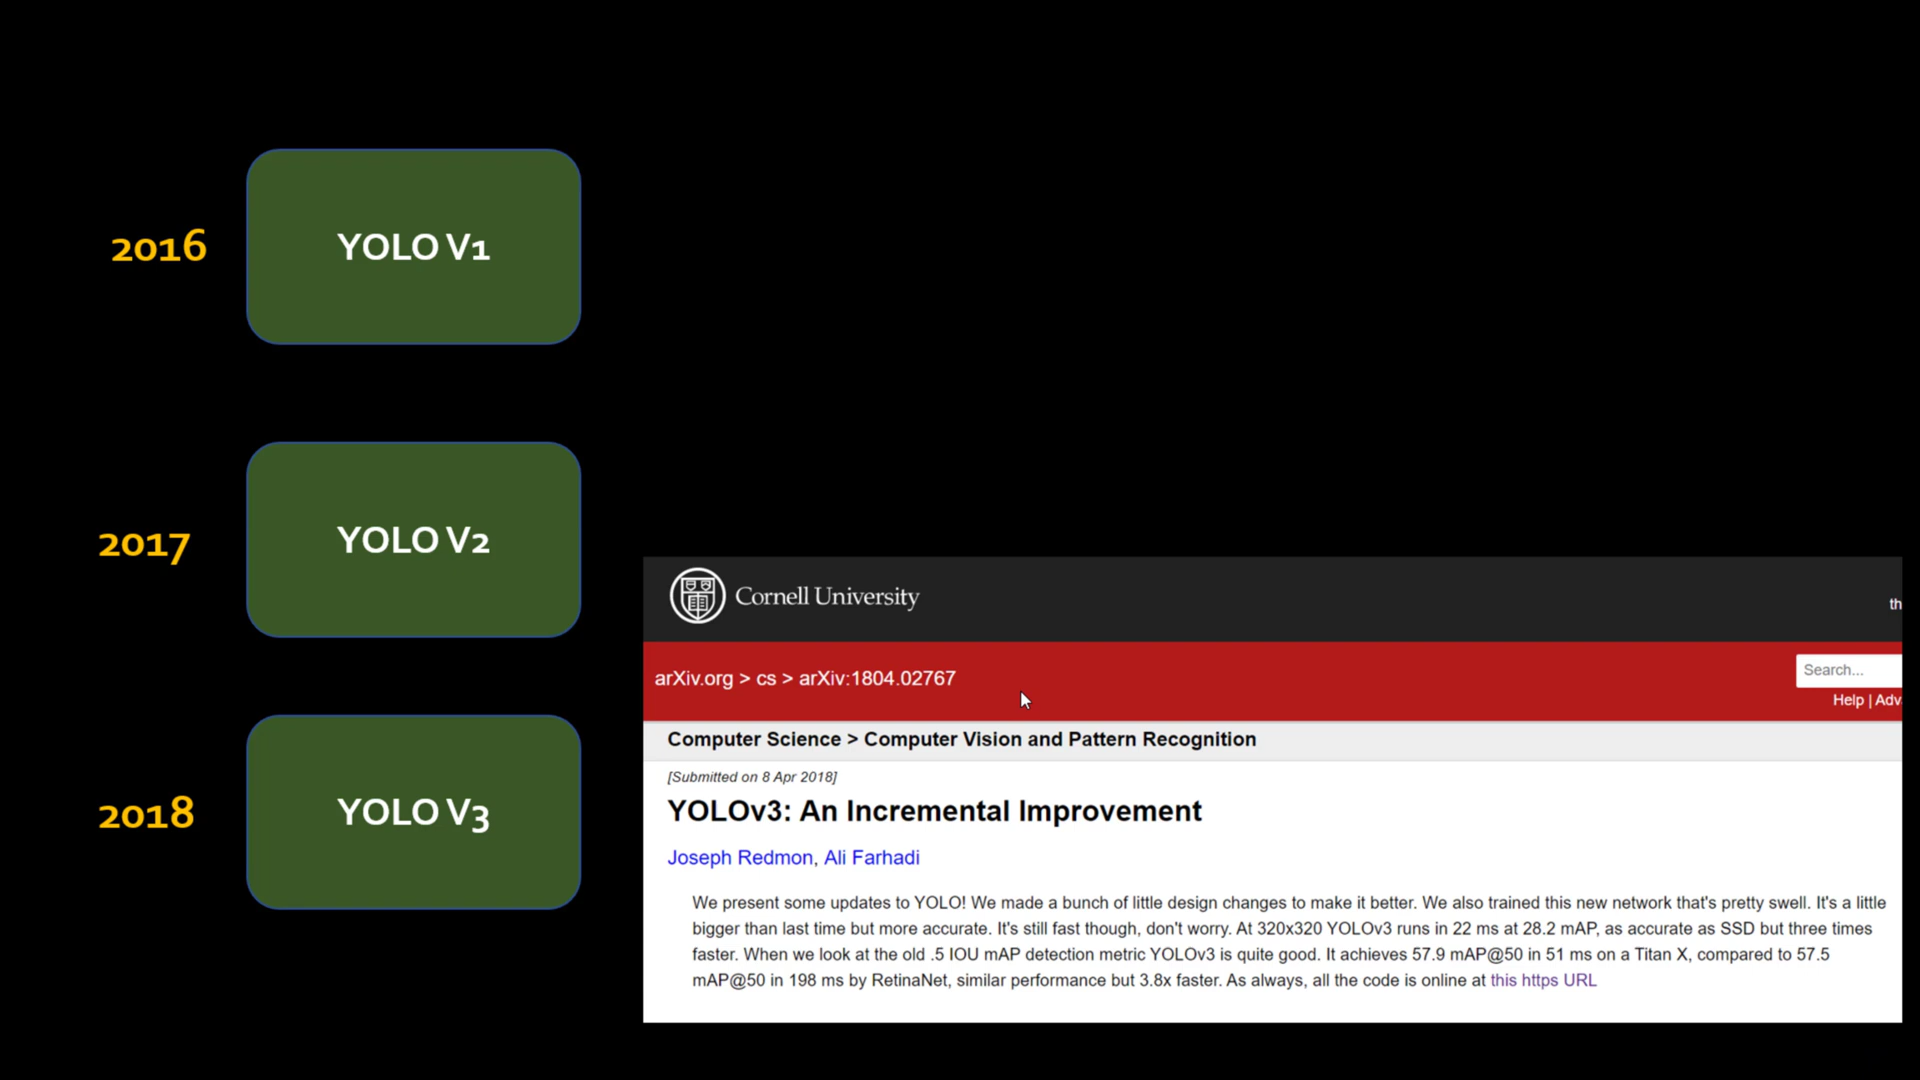 2016
YOLO V1
2017
YOLO V2
2018
YOLO V3
Cornell University
th
arXiv.org > cs > arXiv:1804.02767
Search...
Help | Adv
Computer Science > Computer Vision and Pattern Recognition
[Submitted on 8 Apr 2018]
YOLOv3: An Incremental Improvement
Joseph Redmon, Ali Farhadi
We present some updates to YOLO! We made a bunch of little design changes to make it better. We also trained this new network that's pretty swell. It's a little
bigger than last time but more accurate. It's still fast though, don't worry. At 320x320 YOLOv3 runs in 22 ms at 28.2 mAP, as accurate as SSD but three times
faster. When we look at the old .5 IOU mAP detection metric YOLOv3 is quite good. It achieves 57.9 mAP@50 in 51 ms on a Titan X, compared to 57.5
mAP@50 in 198 ms by RetinaNet, similar performance but 3.8x faster. As always, all the code is online at this https URL